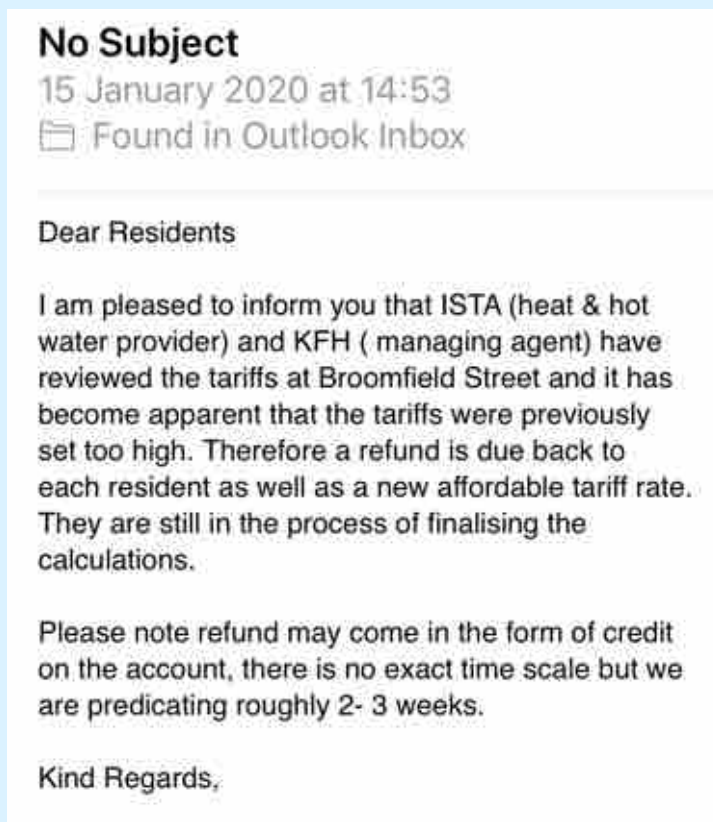 No Subject
15 January 2020 at 14:53
Found in Outlook Inbox
Dear Residents
I am pleased to inform you that ISTA (heat & hot
water provider) and KFH ( managing agent) have
reviewed the tariffs at Broomfield Street and it has
become apparent that the tariffs were previously
set too high. Therefore a refund is due back to
each resident as well as a new affordable tariff rate.
They are still in the process of finalising the
calculations.
Please note refund may come in the form of credit
on the account, there is no exact time scale but we
are predicating roughly 2- 3 weeks.
Kind Regards,